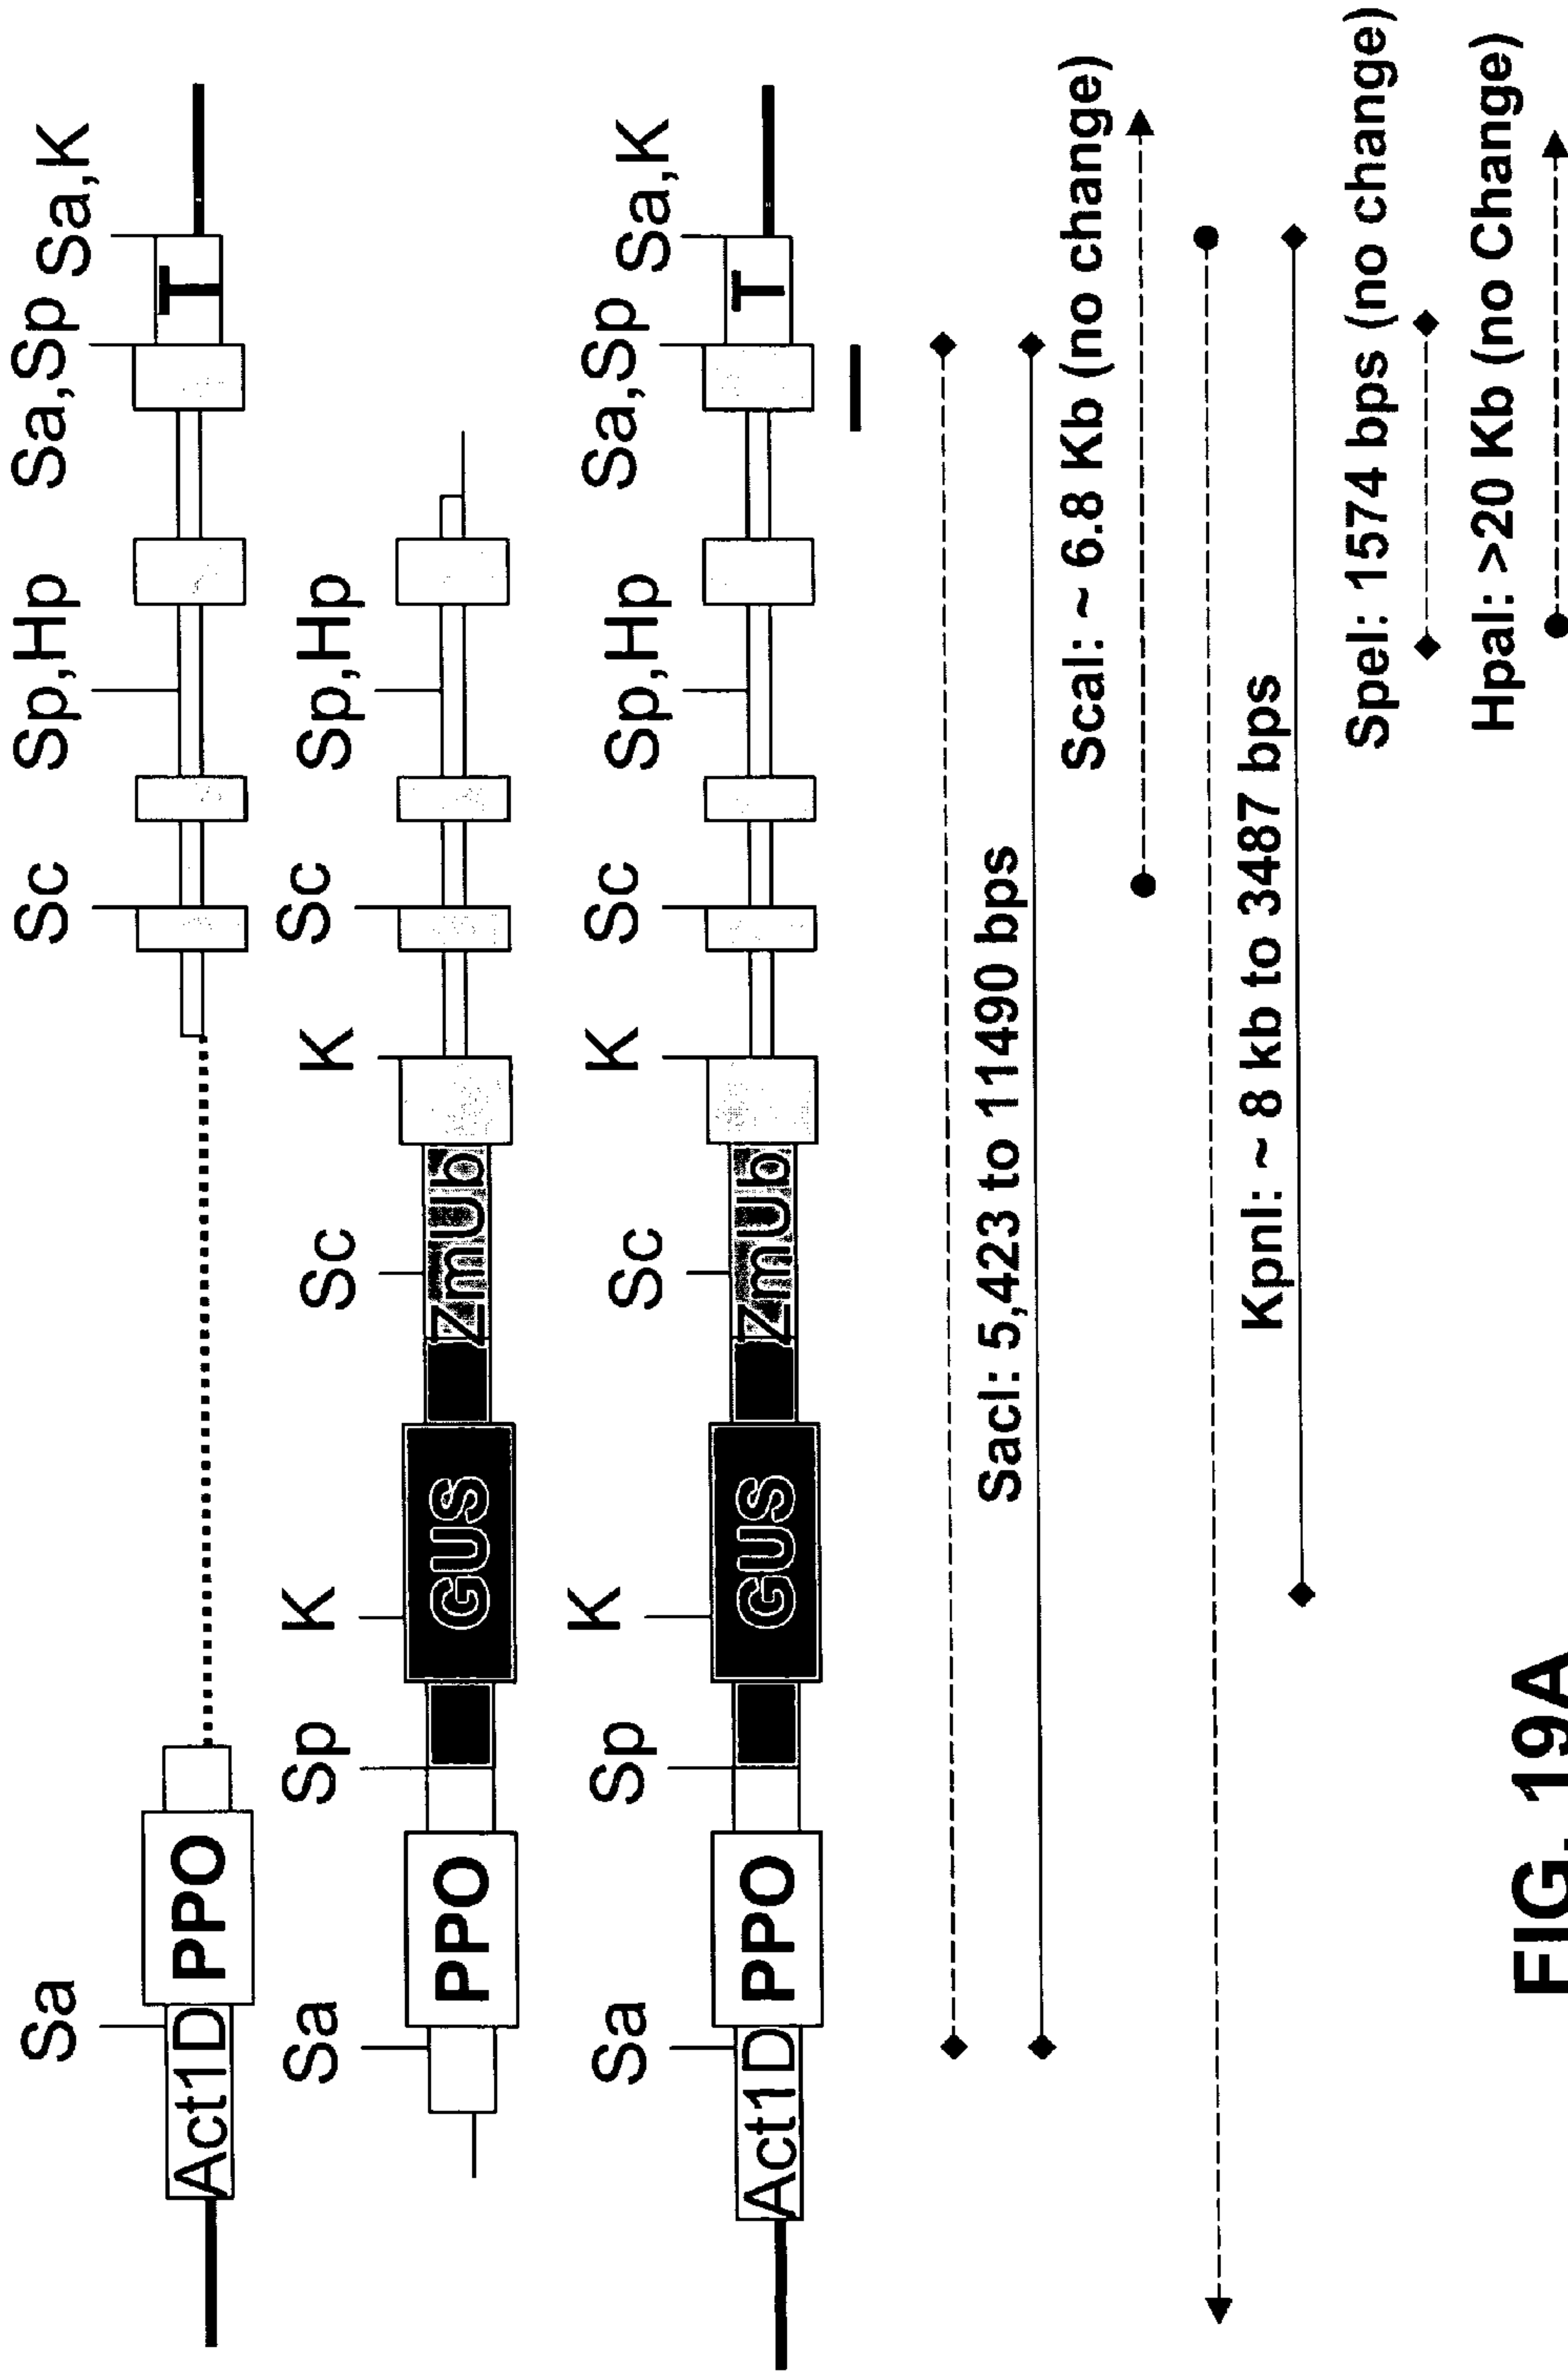 Sa Sc Sp,Hp Sa,Sp Sa,K
Act1D PPO T
Sa Sp K Sc K Sc Sp,Hp
PPO GUS ZmUb
Sa Sp K Sc K Sc Sp,Hp Sa,Sp Sa,K
Act1D PPO GUS ZmUb T
SacI: 5,423 to 11490 bps
ScaI: ~ 6.8 Kb (no change)
KpnI: ~ 8 kb to 3487 bps
SpeI: 1574 bps (no change)
HpaI: >20 Kb (no Change)
FIG. 19A